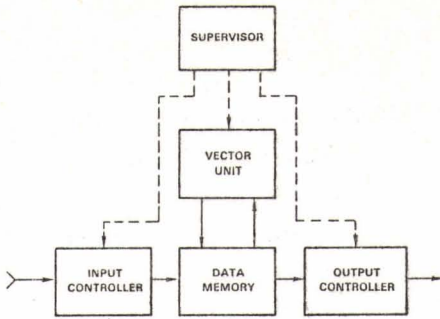 SUPERVISOR
VECTOR
UNIT
INPUT
CONTROLLER
DATA
MEMORY
OUTPUT
CONTROLLER